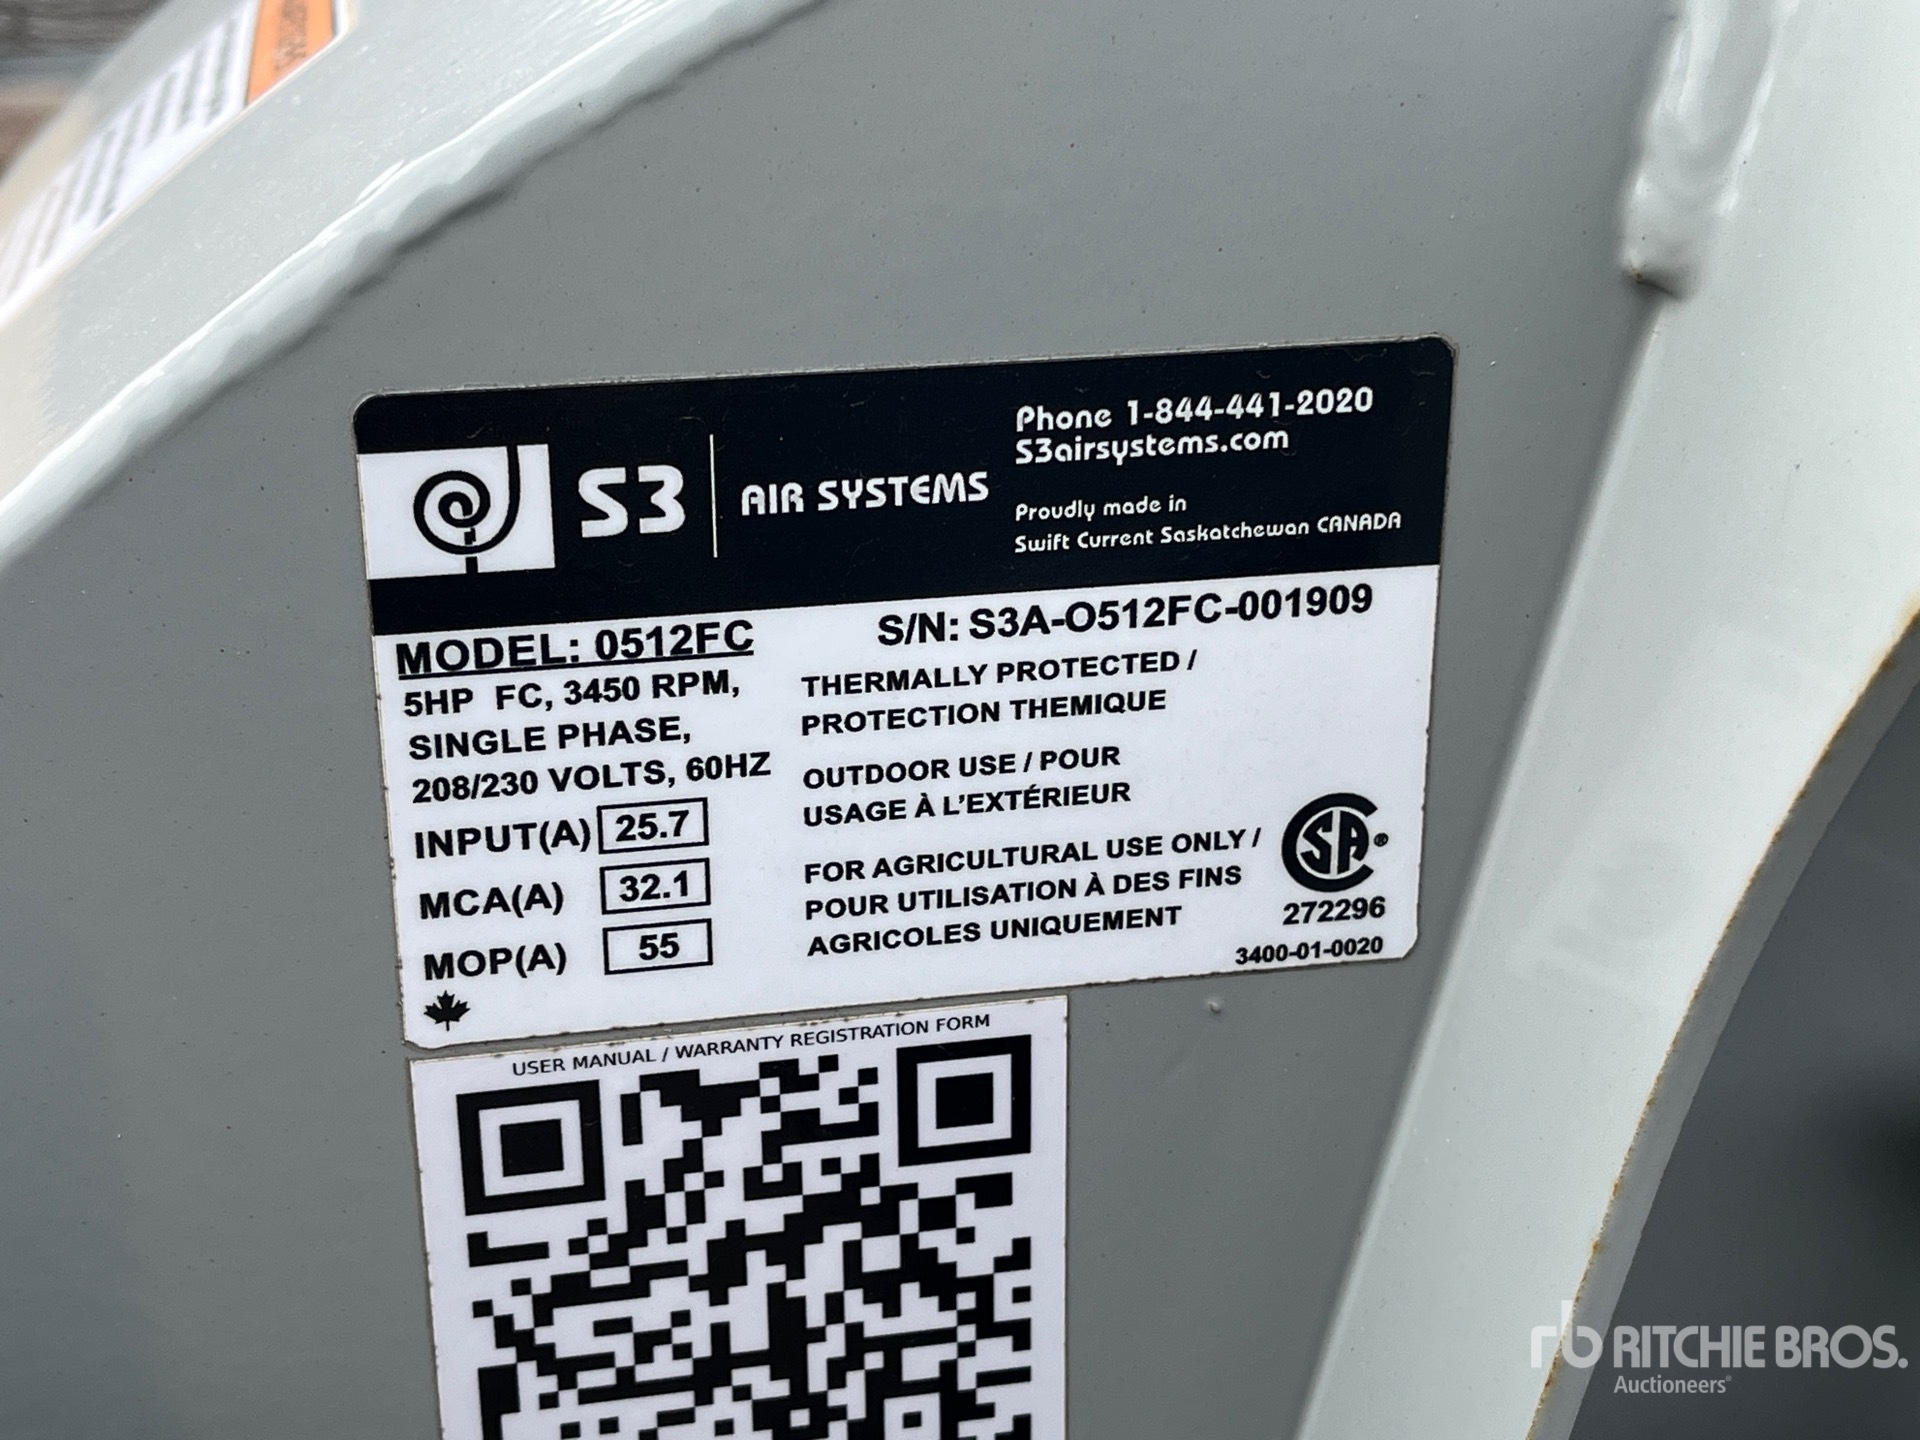 S3
AIR SYSTEMS
Phone 1-844-441-2020
S3airsystems.com
Proudly made in
Swift Current Saskatchewan CANADA
MODEL: 0512FC
5HP FC, 3450 RPM,
SINGLE PHASE,
208/230 VOLTS, 60HZ
INPUT(A) 25.7
MCA(A) 32.1
MOP(A) 55
S/N: S3A-O512FC-001909
THERMALLY PROTECTED /
PROTECTION THEMIQUE
OUTDOOR USE / POUR
USAGE À L'EXTÉRIEUR
FOR AGRICULTURAL USE ONLY /
POUR UTILISATION À DES FINS
AGRICOLES UNIQUEMENT
SA®
272296
3400-01-0020
USER MANUAL / WARRANTY REGISTRATION FORM
rb RITCHIE BROS.
Auctioneers®